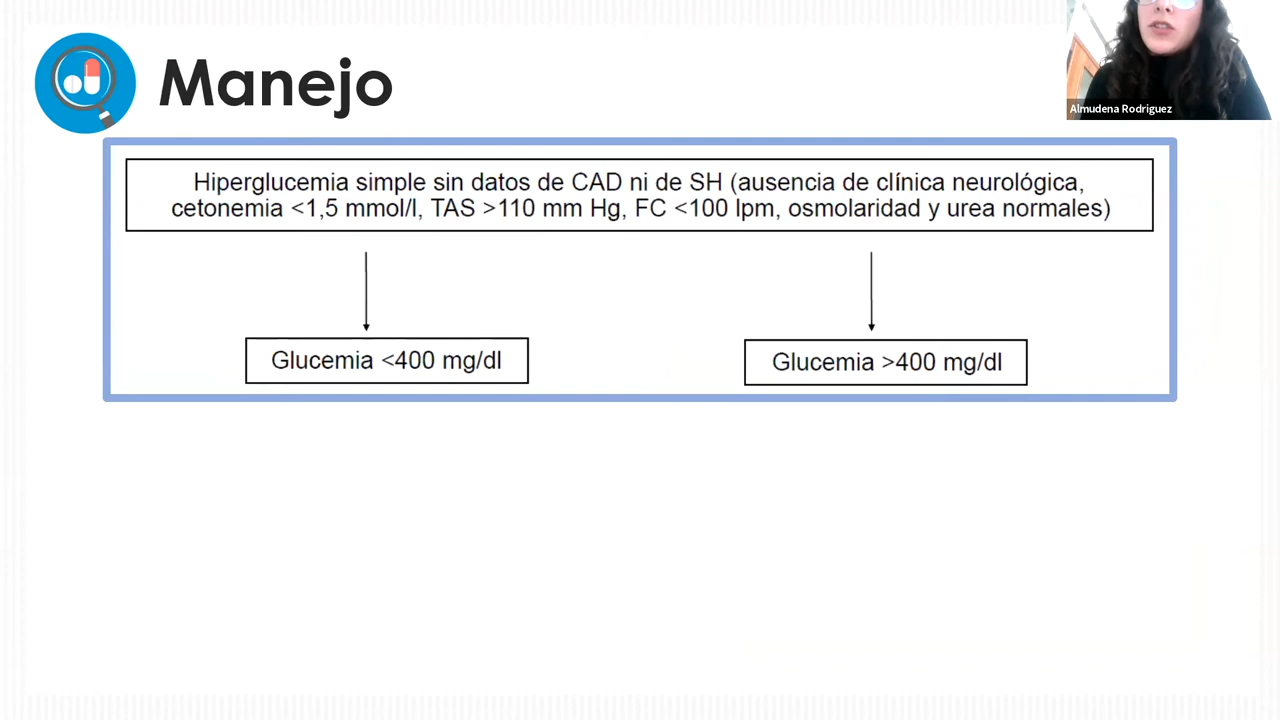 Manejo
Almudena Rodriguez
Hiperglucemia simple sin datos de CAD ni de SH (ausencia de clínica neurológica,
cetonemia <1,5 mmol/l, TAS >110 mm Hg, FC <100 lpm, osmolaridad y urea normales)
Glucemia <400 mg/dl
Glucemia >400 mg/dl